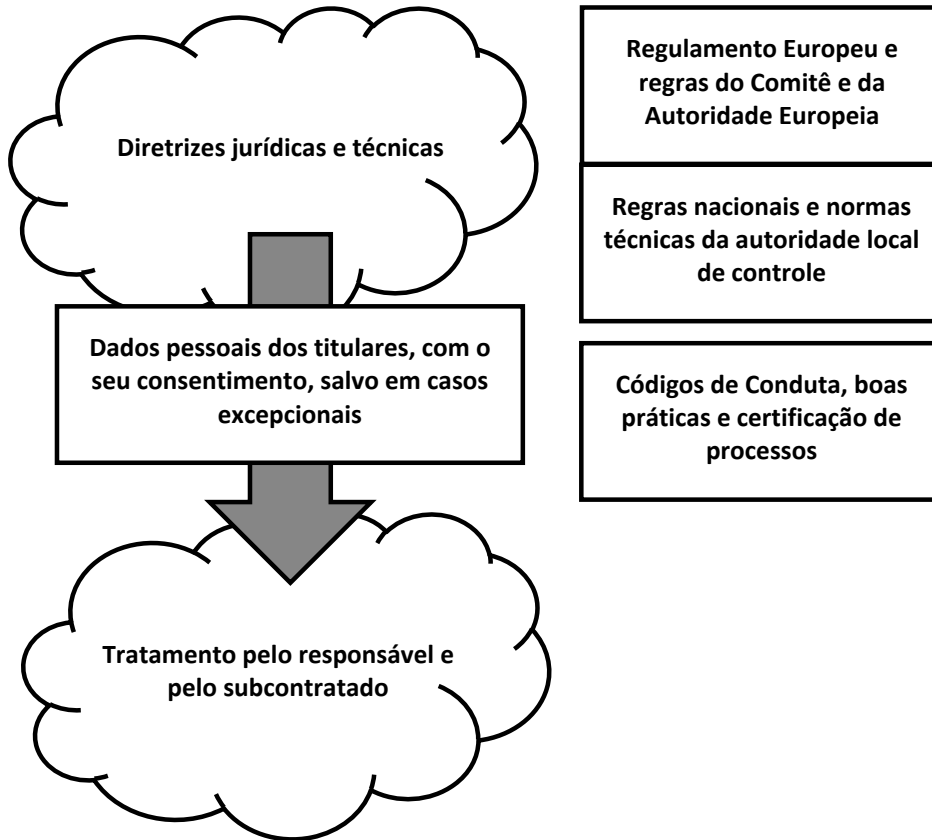 Diretrizes jurídicas e técnicas
Dados pessoais dos titulares, com o
seu consentimento, salvo em casos
excepcionais
Tratamento pelo responsável e
pelo subcontratado
Regulamento Europeu e
regras do Comitê e da
Autoridade Europeia
Regras nacionais e normas
técnicas da autoridade local
de controle
Códigos de Conduta, boas
práticas e certificação de
processos